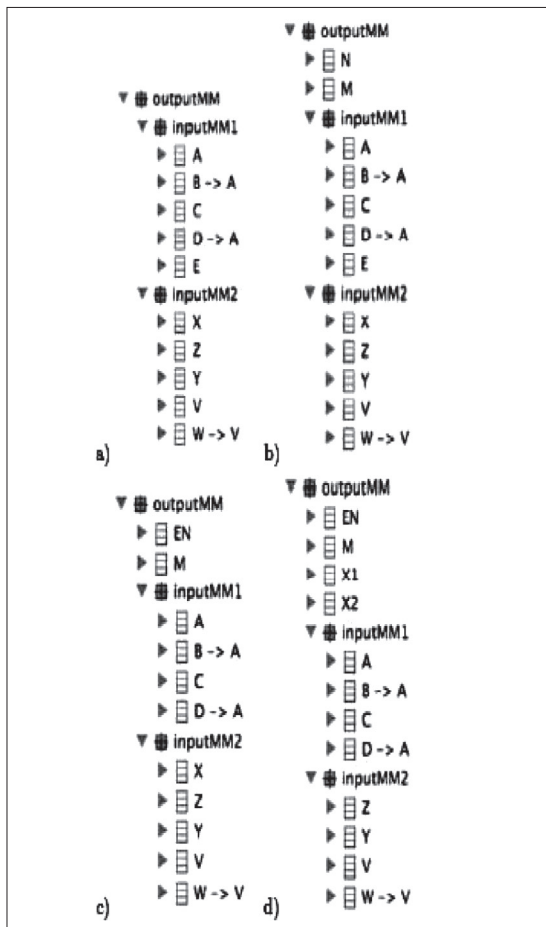 outputMM
inputMM1
A
B -> A
C
D -> A
E
inputMM2
X
Z
Y
V
W -> V
a)
outputMM
N
M
inputMM1
A
B -> A
C
D -> A
E
inputMM2
X
Z
Y
V
W -> V
b)
outputMM
EN
M
inputMM1
A
B -> A
C
D -> A
inputMM2
X
Z
Y
V
W -> V
c)
outputMM
EN
M
X1
X2
inputMM1
A
B -> A
C
D -> A
inputMM2
Z
Y
V
W -> V
d)